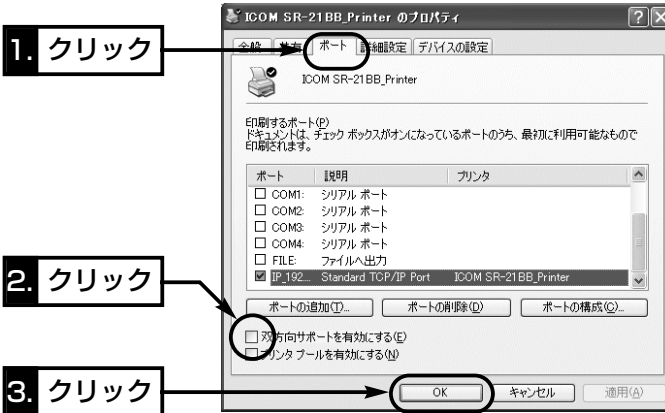 ICOM SR-21BB_Printer のプロパティ
1. クリック
全般 共有 ポート 詳細設定 デバイスの設定
ICOM SR-21BB_Printer
印刷するポート(P)
ドキュメントは、チェック ボックスがオンになっているポートのうち、最初に利用可能なもので
印刷されます。
ポート 説明 プリンタ
COM1: シリアル ポート
COM2: シリアル ポート
COM3: シリアル ポート
COM4: シリアル ポート
FILE: ファイルへ出力
IP_192... Standard TCP/IP Port ICOM SR-21BB_Printer
2. クリック
ポートの追加(T)... ポートの削除(D) ポートの構成(C)...
双方向サポートを有効にする(E)
プリンタ プールを有効にする(N)
3. クリック
OK キャンセル 適用(A)